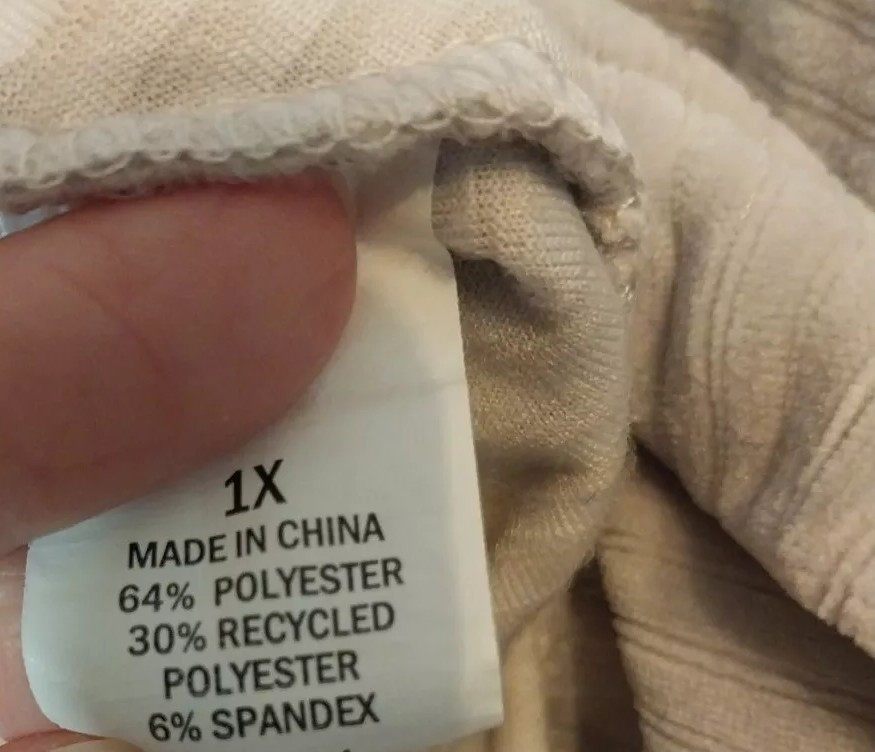 1X
MADE IN CHINA
64% POLYESTER
30% RECYCLED
POLYESTER
6% SPANDEX